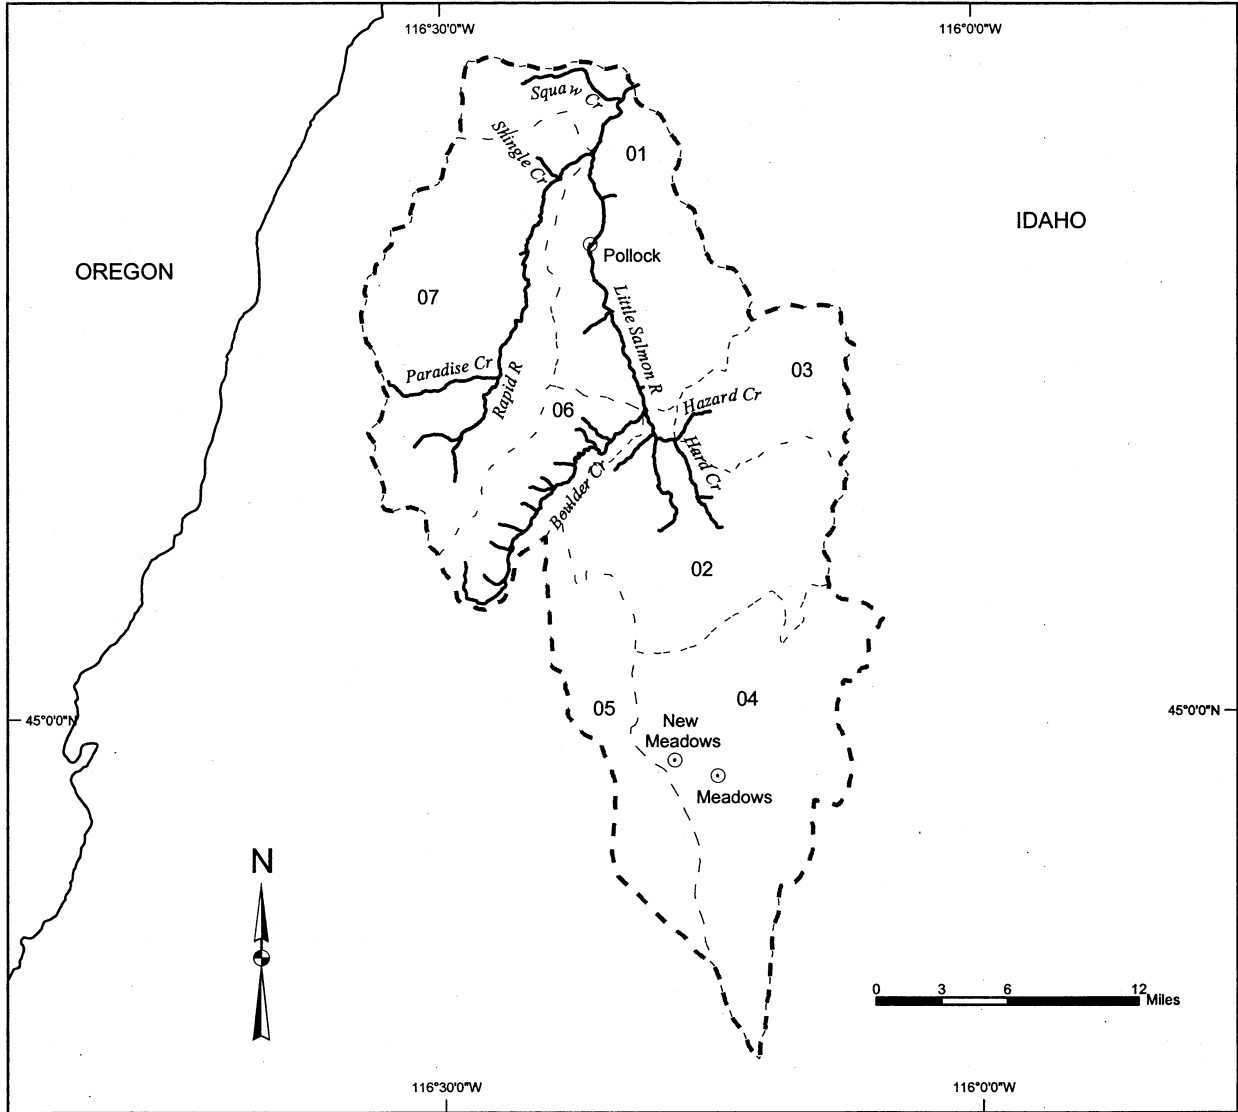 116°30'0"W
116°0'0"W
Squaw Cr
Shingle Cr
01
IDAHO
Pollock
OREGON
07
Little Salmon R
Paradise Cr
Rapid R
03
Hazard Cr
06
Hard Cr
Boulder Cr
02
04
05
45°0'0"N
45°0'0"N
New
Meadows
Meadows
N
0 3 6 12
Miles
116°30'0"W
116°0'0"W